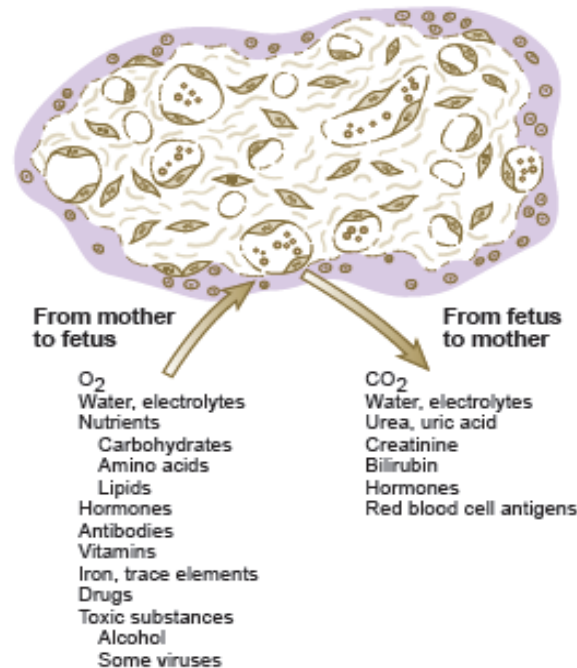 From mother
to fetus
O2
Water, electrolytes
Nutrients
Carbohydrates
Amino acids
Lipids
Hormones
Antibodies
Vitamins
Iron, trace elements
Drugs
Toxic substances
Alcohol
Some viruses
From fetus
to mother
CO2
Water, electrolytes
Urea, uric acid
Creatinine
Bilirubin
Hormones
Red blood cell antigens